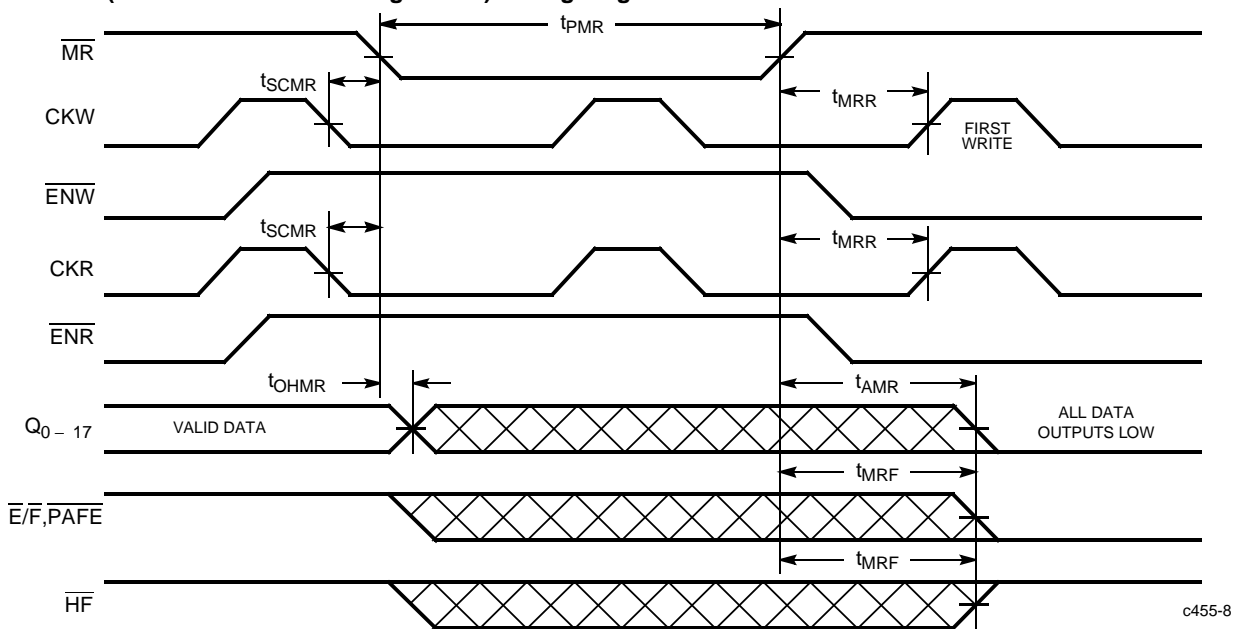 tPMR
MR
tSCMR
tMRR
CKW
FIRST
WRITE
ENW
tSCMR
tMRR
CKR
ENR
tOHMR
tAMR
Q0 – 17
VALID DATA
ALL DATA
OUTPUTS LOW
tMRF
E/F,PAFE
tMRF
HF
c455-8